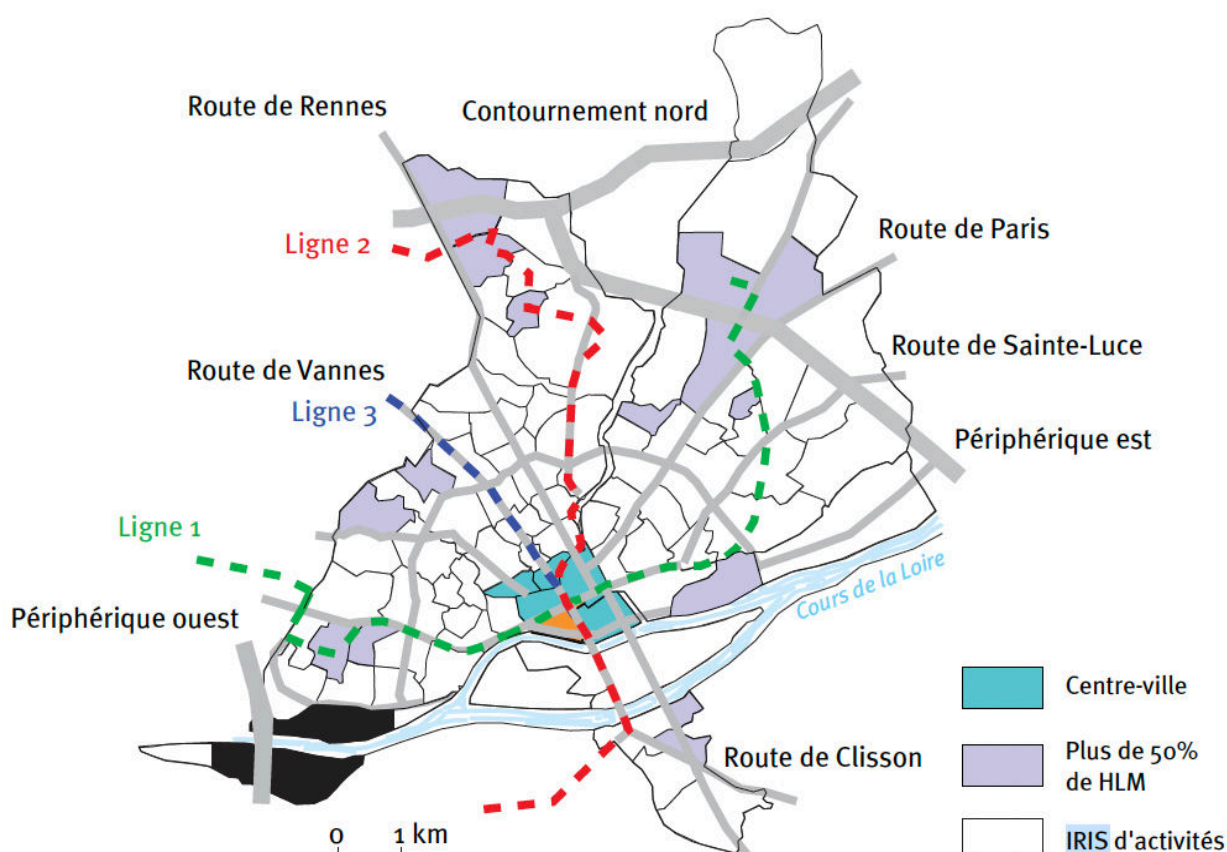 Route de Rennes
Contournement nord
Route de Paris
Ligne 2
Route de Sainte-Luce
Route de Vannes
Ligne 3
Périphérique est
Ligne 1
Cours de la Loire
Périphérique ouest
Centre-ville
Route de Clisson
Plus de 50%
de HLM
0 1 km
IRIS d'activités